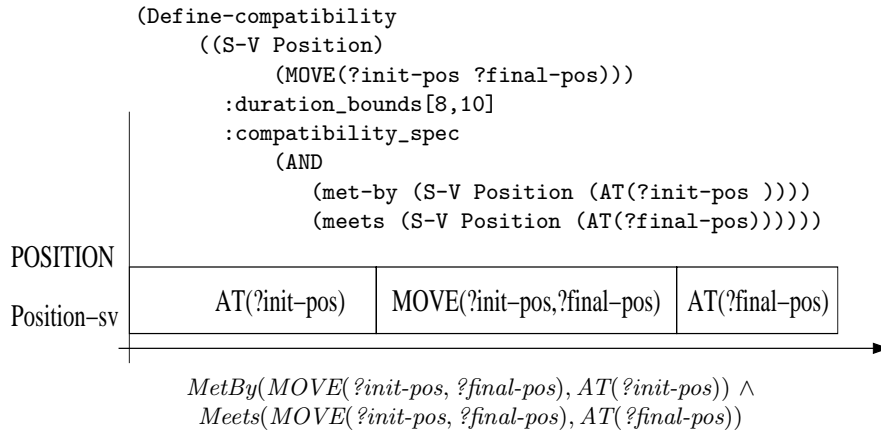 (Define-compatibility
((S-V Position)
(MOVE(?init-pos ?final-pos)))
:duration_bounds[8,10]
:compatibility_spec
(AND
(met-by (S-V Position (AT(?init-pos ))))
(meets (S-V Position (AT(?final-pos))))))
POSITION
Position–sv
AT(?init–pos)
MOVE(?init–pos,?final–pos)
AT(?final–pos)
MetBy(MOVE(?init-pos, ?final-pos), AT(?init-pos)) ∧
Meets(MOVE(?init-pos, ?final-pos), AT(?final-pos))